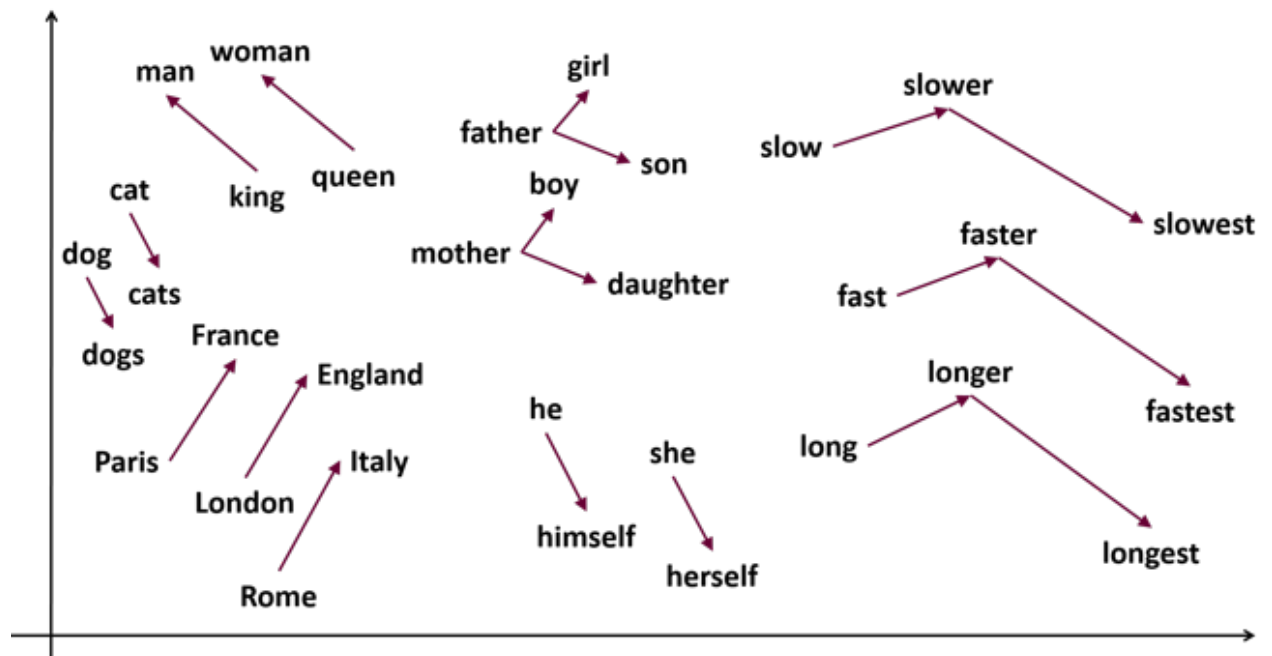 woman
man
girl
slower
father
slow
son
queen
boy
cat
king
slowest
faster
dog
mother
daughter
cats
fast
France
dogs
England
longer
he
fastest
long
she
Paris
Italy
London
himself
longest
herself
Rome